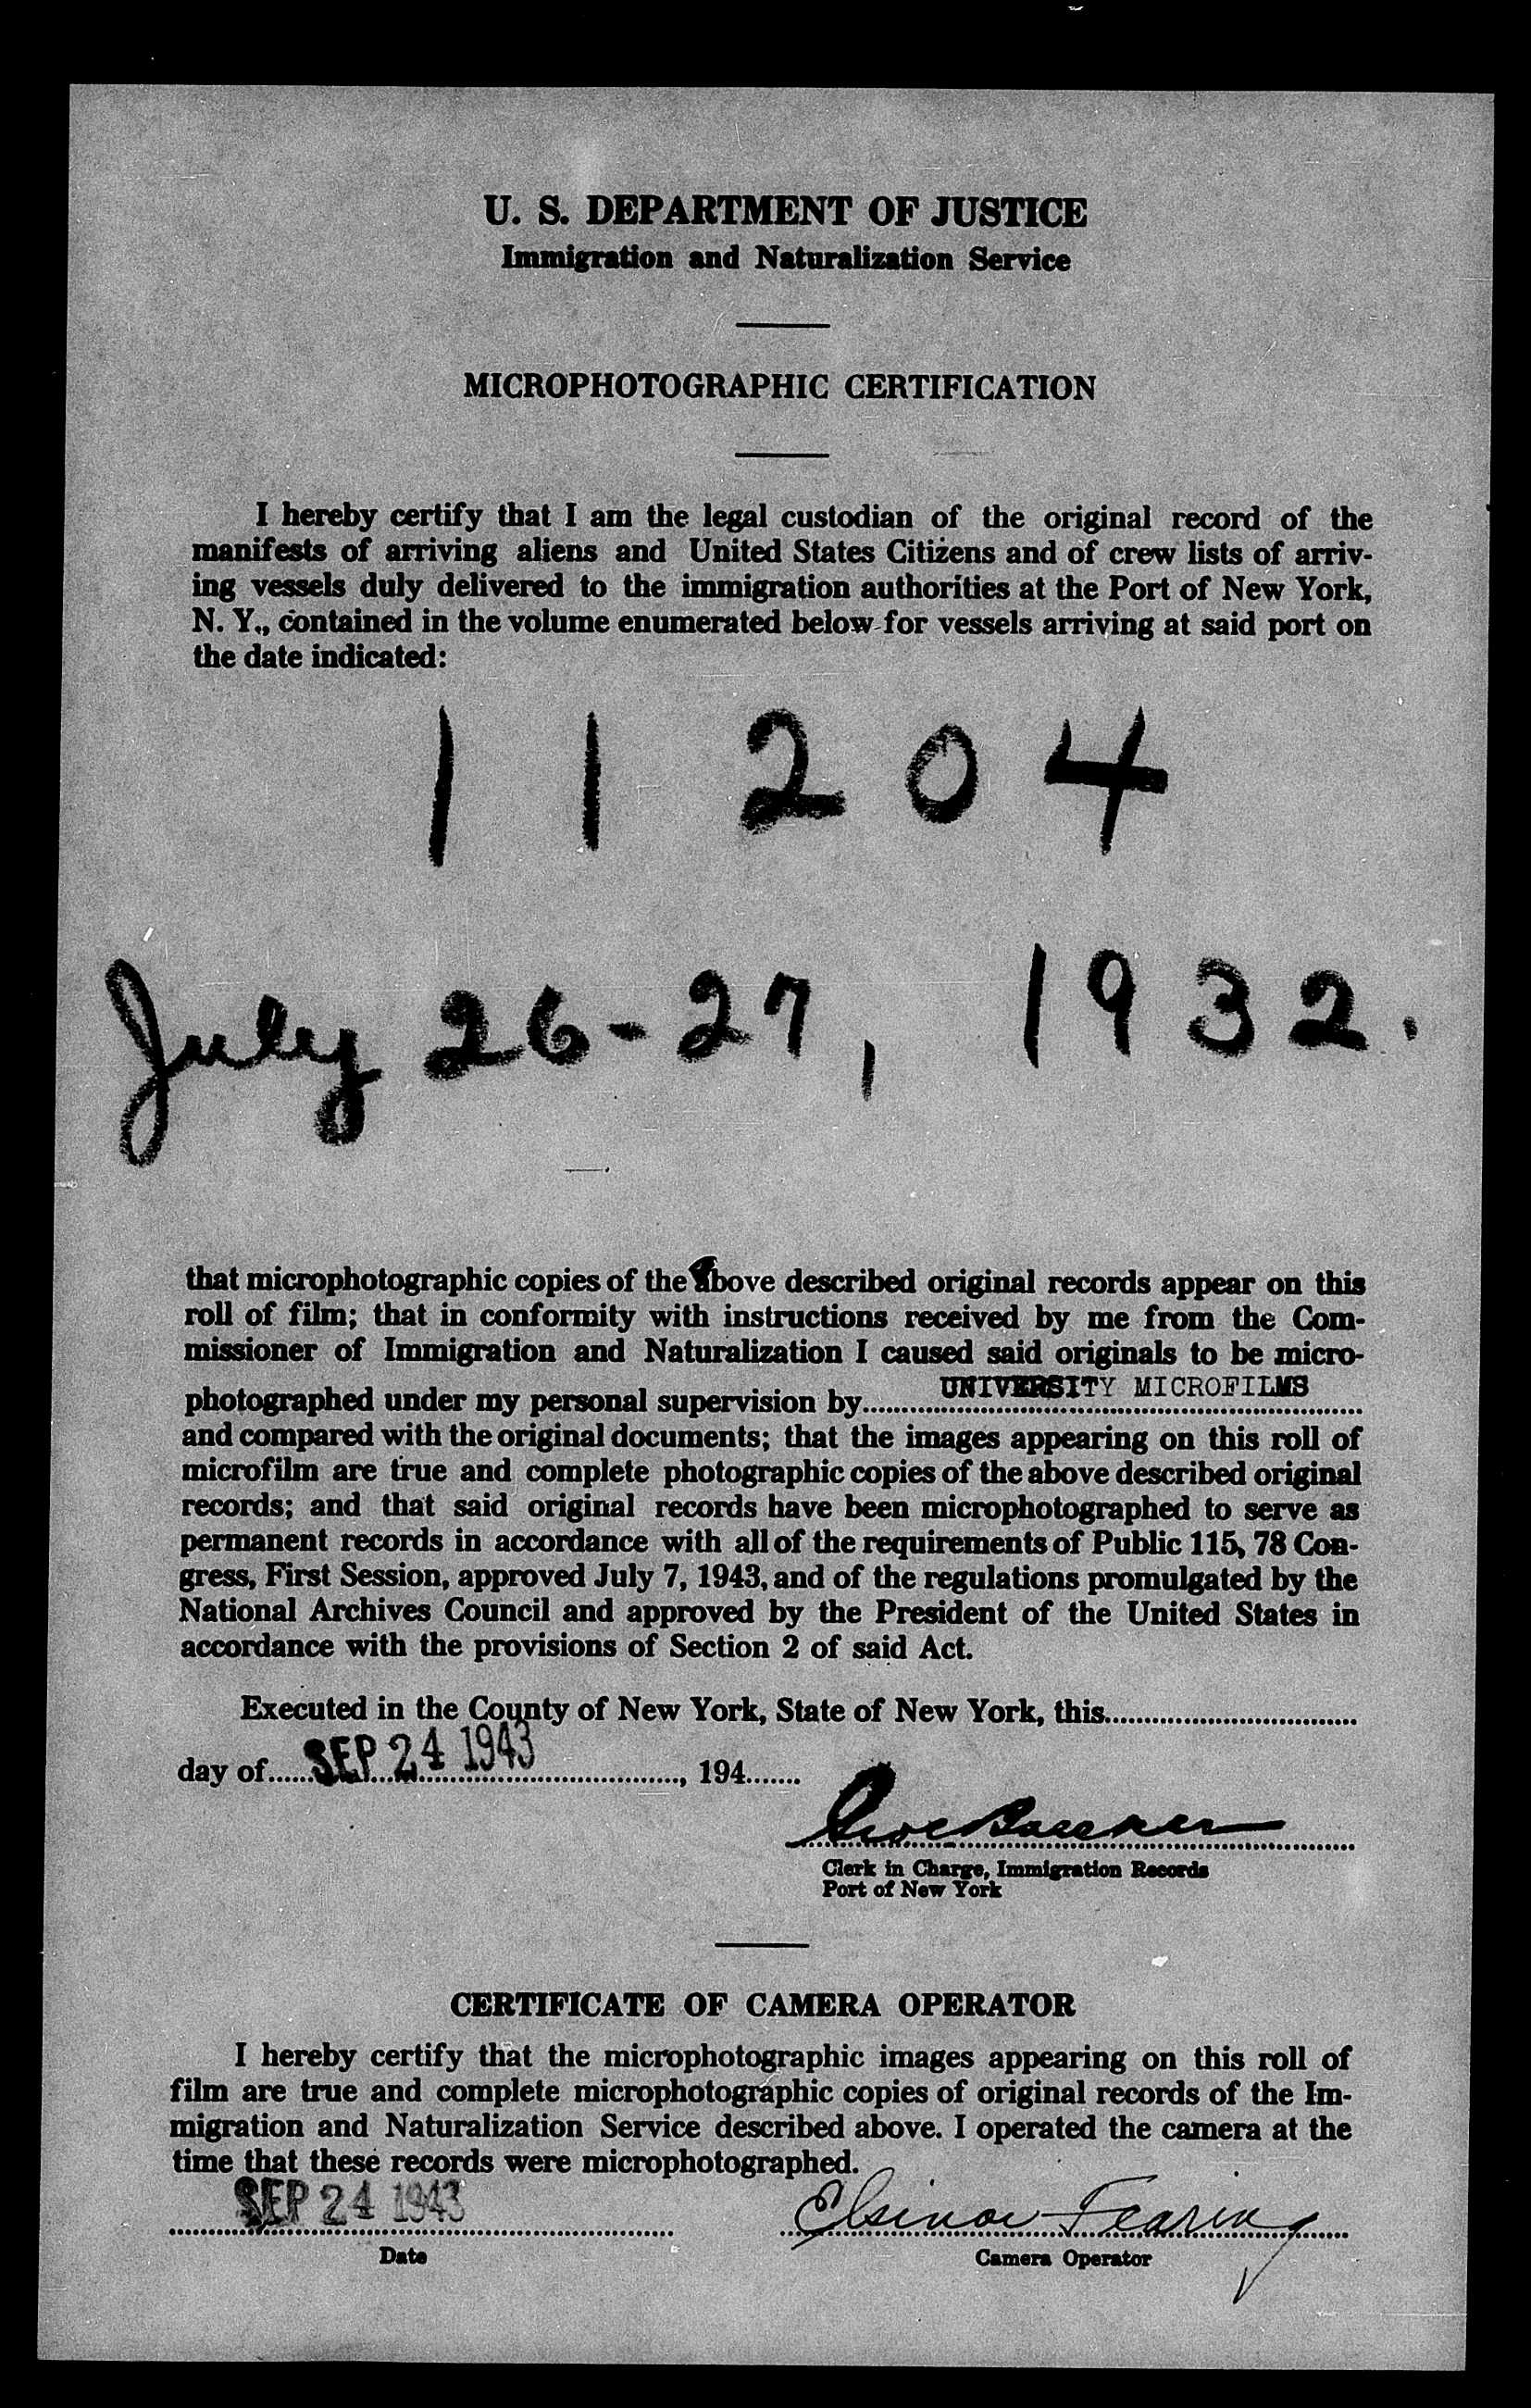 U. S. DEPARTMENT OF JUSTICE
Immigration and Naturalization Service
MICROPHOTOGRAPHIC CERTIFICATION
I hereby certify that I am the legal custodian of the original record of the
manifests of arriving aliens and United States Citizens and of crew lists of arriv-
ing vessels duly delivered to the immigration authorities at the Port of New York,
N. Y., contained in the volume enumerated below for vessels arriving at said port on
the date indicated:
11204
July 26-27, 1932.
that microphotographic copies of the above described original records appear on this
roll of film; that in conformity with instructions received by me from the Com-
missioner of Immigration and Naturalization I caused said originals to be micro-
photographed under my personal supervision by UNIVERSITY MICROFILMS
and compared with the original documents; that the images appearing on this roll of
microfilm are true and complete photographic copies of the above described original
records; and that said original records have been microphotographed to serve as
permanent records in accordance with all of the requirements of Public 115, 78 Con-
gress, First Session, approved July 7, 1943, and of the regulations promulgated by the
National Archives Council and approved by the President of the United States in
accordance with the provisions of Section 2 of said Act.
Executed in the County of New York, State of New York, this
day of SEP 24 1943, 194
Clerk in Charge, Immigration Records
Port of New York
CERTIFICATE OF CAMERA OPERATOR
I hereby certify that the microphotographic images appearing on this roll of
film are true and complete microphotographic copies of original records of the Im-
migration and Naturalization Service described above. I operated the camera at the
time that these records were microphotographed.
SEP 24 1943 Elsinor Fearing
Date Camera Operator